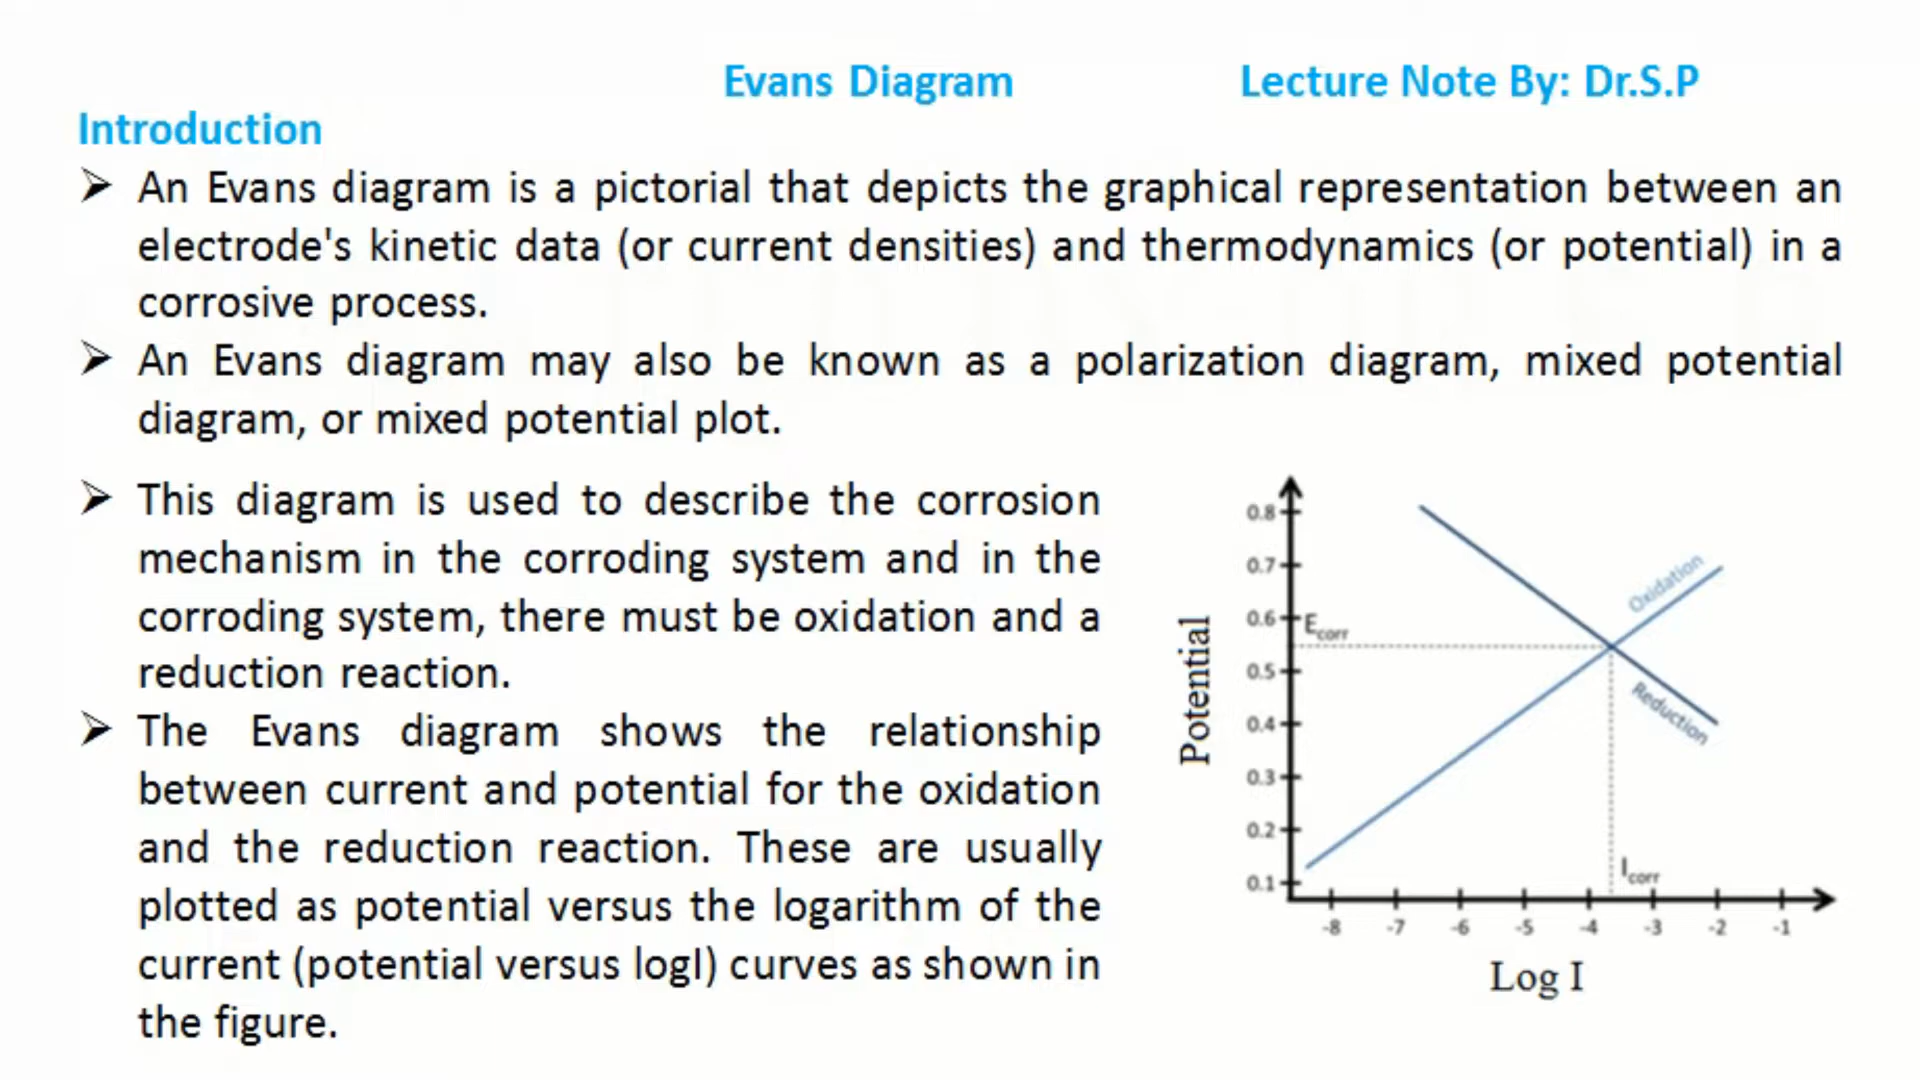 Evans Diagram Lecture Note By: Dr.S.P
Introduction
➢ An Evans diagram is a pictorial that depicts the graphical representation between an
electrode's kinetic data (or current densities) and thermodynamics (or potential) in a
corrosive process.
➢ An Evans diagram may also be known as a polarization diagram, mixed potential
diagram, or mixed potential plot.
➢ This diagram is used to describe the corrosion
mechanism in the corroding system and in the
corroding system, there must be oxidation and a
reduction reaction.
➢ The Evans diagram shows the relationship
between current and potential for the oxidation
and the reduction reaction. These are usually
plotted as potential versus the logarithm of the
current (potential versus logI) curves as shown in
the figure.
Potential
0.8
0.7
0.6
0.5
0.4
0.3
0.2
0.1
Ecorr
Oxidation
Reduction
Icorr
-8 -7 -6 -5 -4 -3 -2 -1
Log I